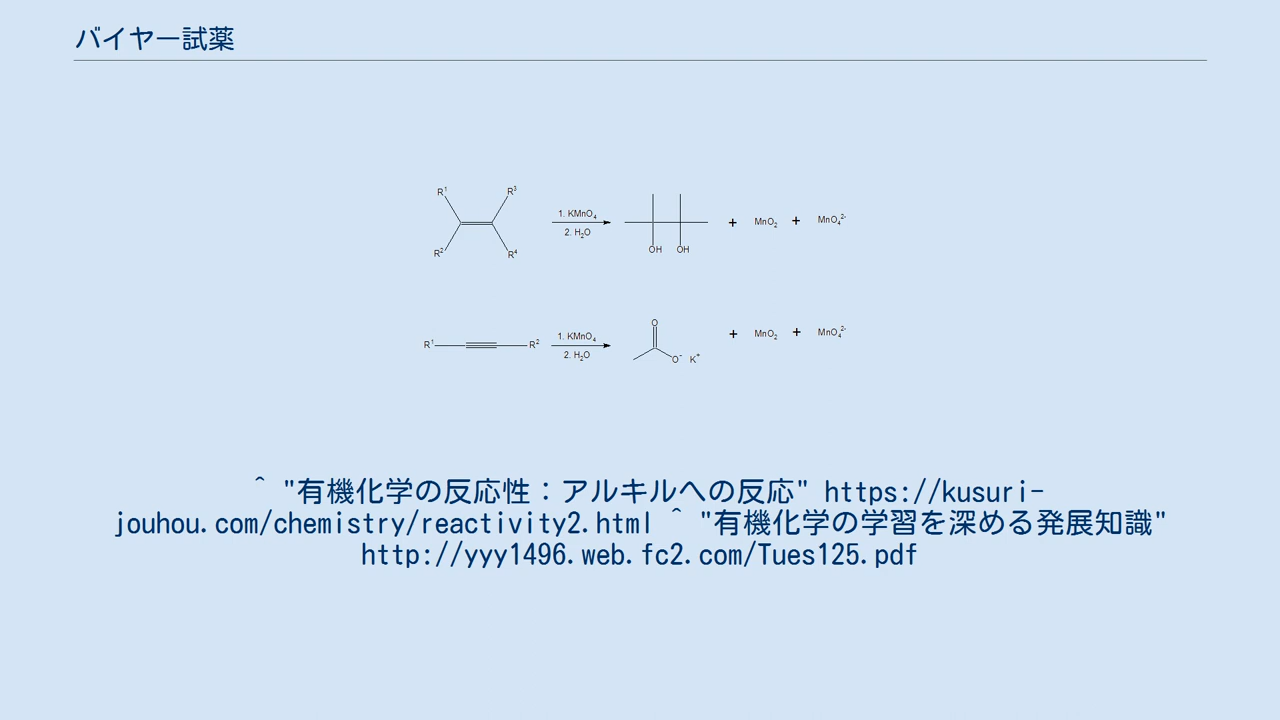 バイヤー試薬
R¹ R³
1. KMnO₄
2. H₂O
R² R⁴
OH OH
+ MnO₂ + MnO₄²⁻
R¹ R²
1. KMnO₄
2. H₂O
O
O⁻ K⁺
+ MnO₂ + MnO₄²⁻
^ "有機化学の反応性：アルキルへの反応" https://kusuri-
jouhou.com/chemistry/reactivity2.html ^ "有機化学の学習を深める発展知識"
http://yyy1496.web.fc2.com/Tues125.pdf